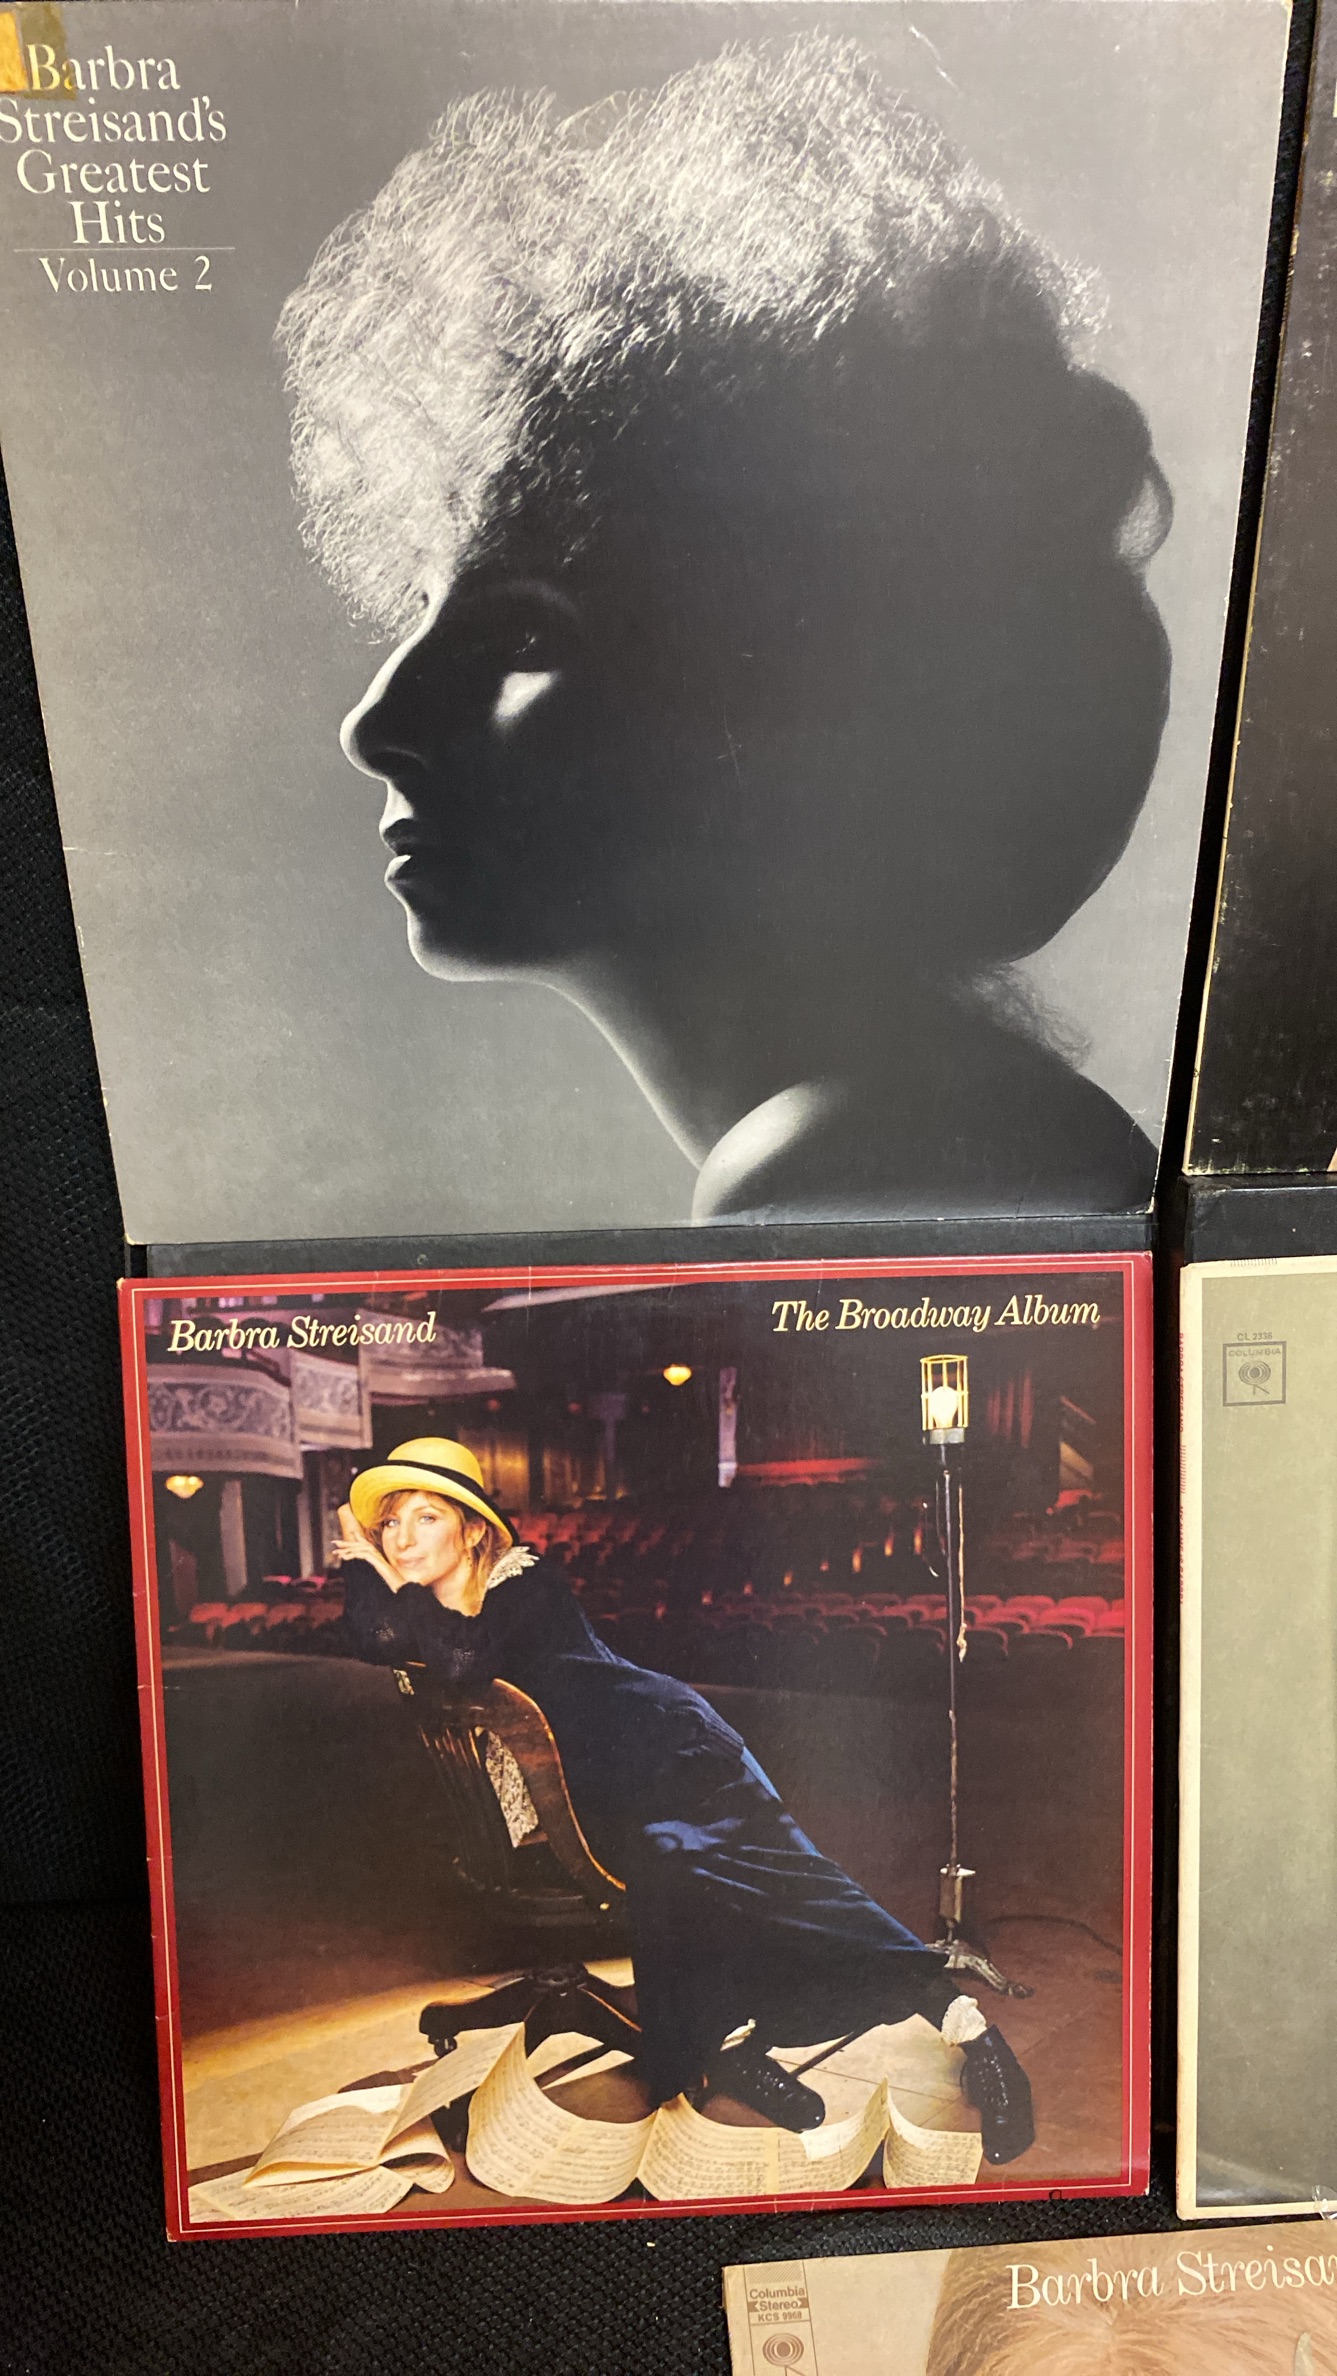 Barbra
Streisand's
Greatest
Hits
Volume 2
Barbra Streisand
The Broadway Album
CL 2336
COLUMBIA
Columbia
Stereo
KCS 9968
Barbra